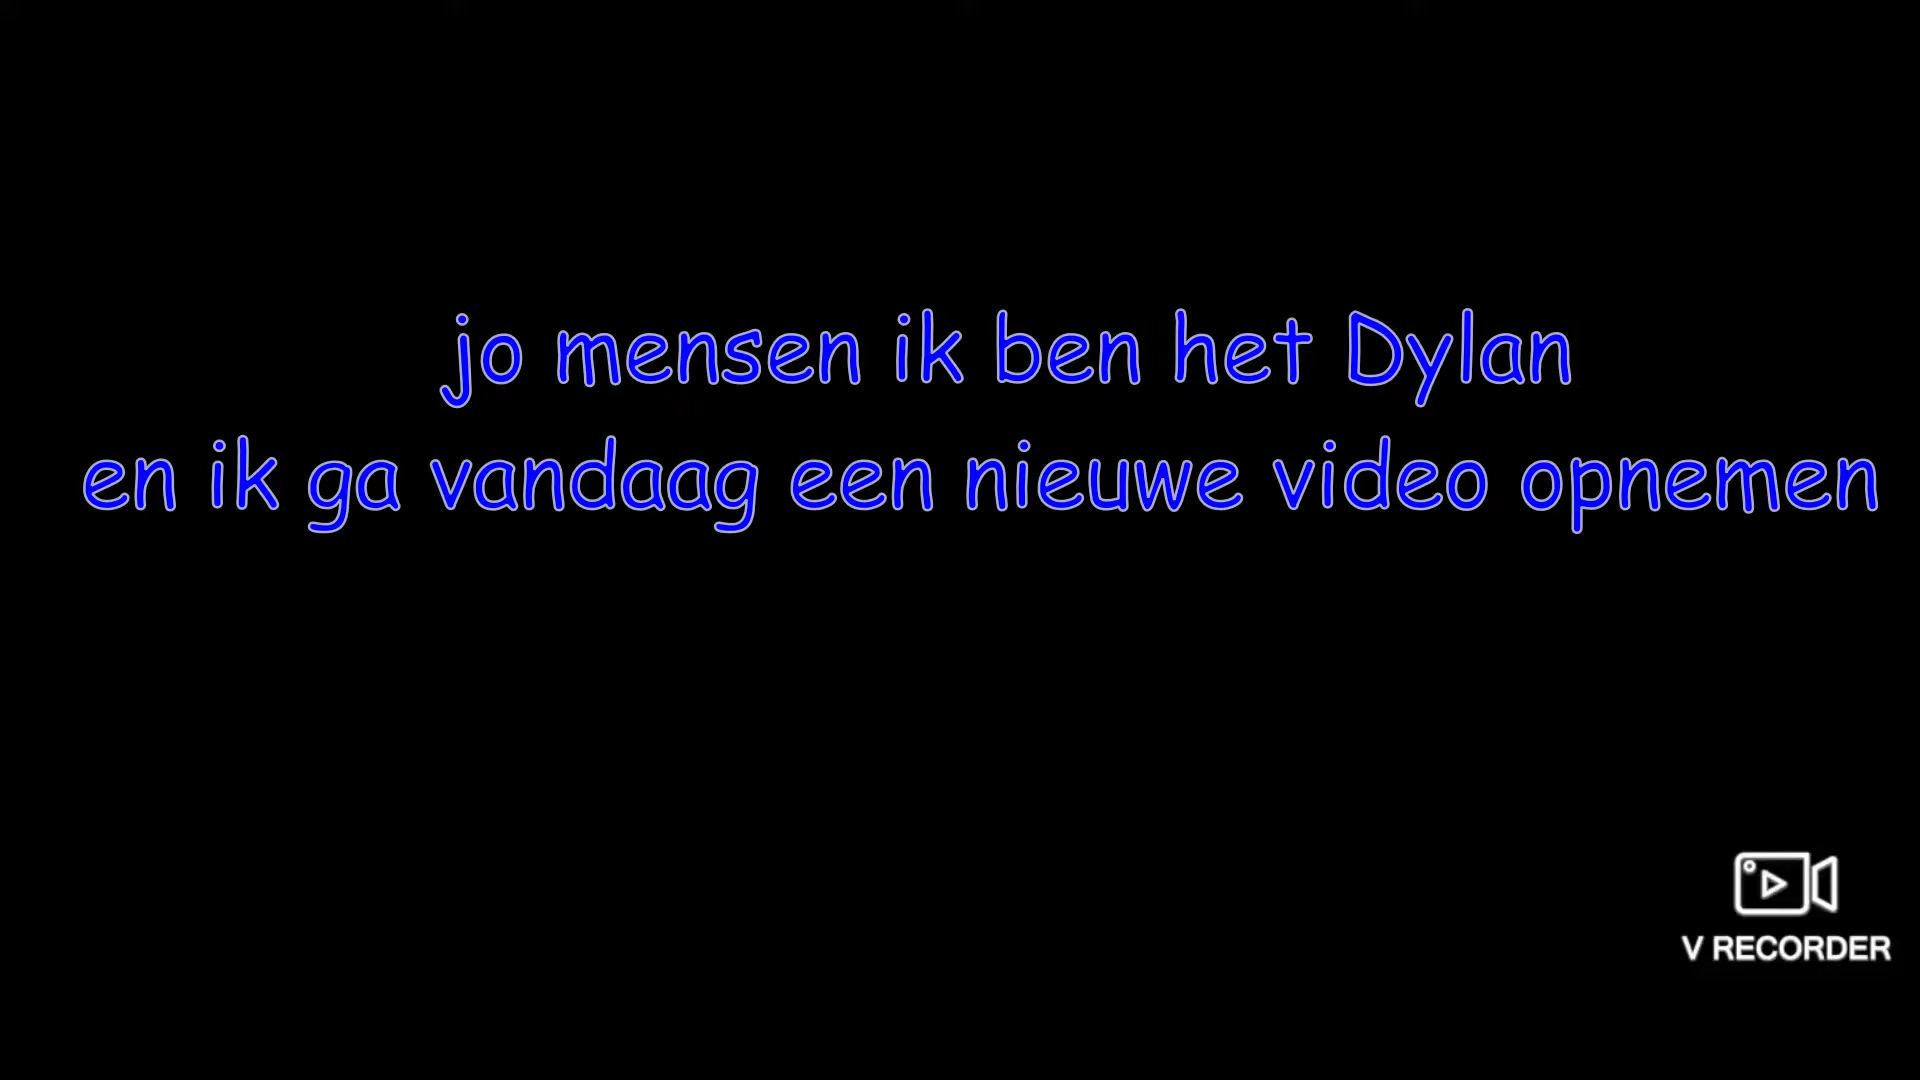 jo mensen ik ben het Dylan
en ik ga vandaag een nieuwe video opnemen
V RECORDER